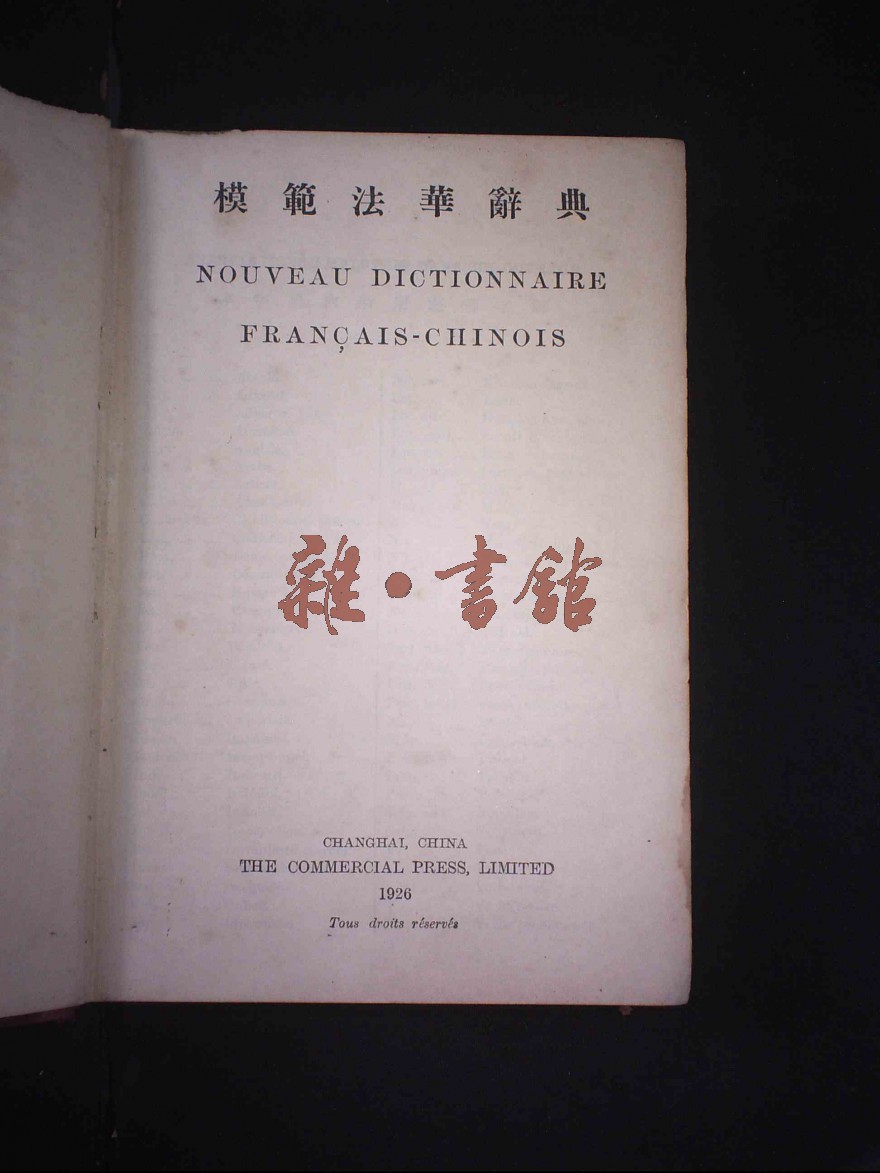 模範法華辭典
NOUVEAU DICTIONNAIRE
FRANÇAIS-CHINOIS
雜·書館
CHANGHAI, CHINA
THE COMMERCIAL PRESS, LIMITED
1926
Tous droits réservés